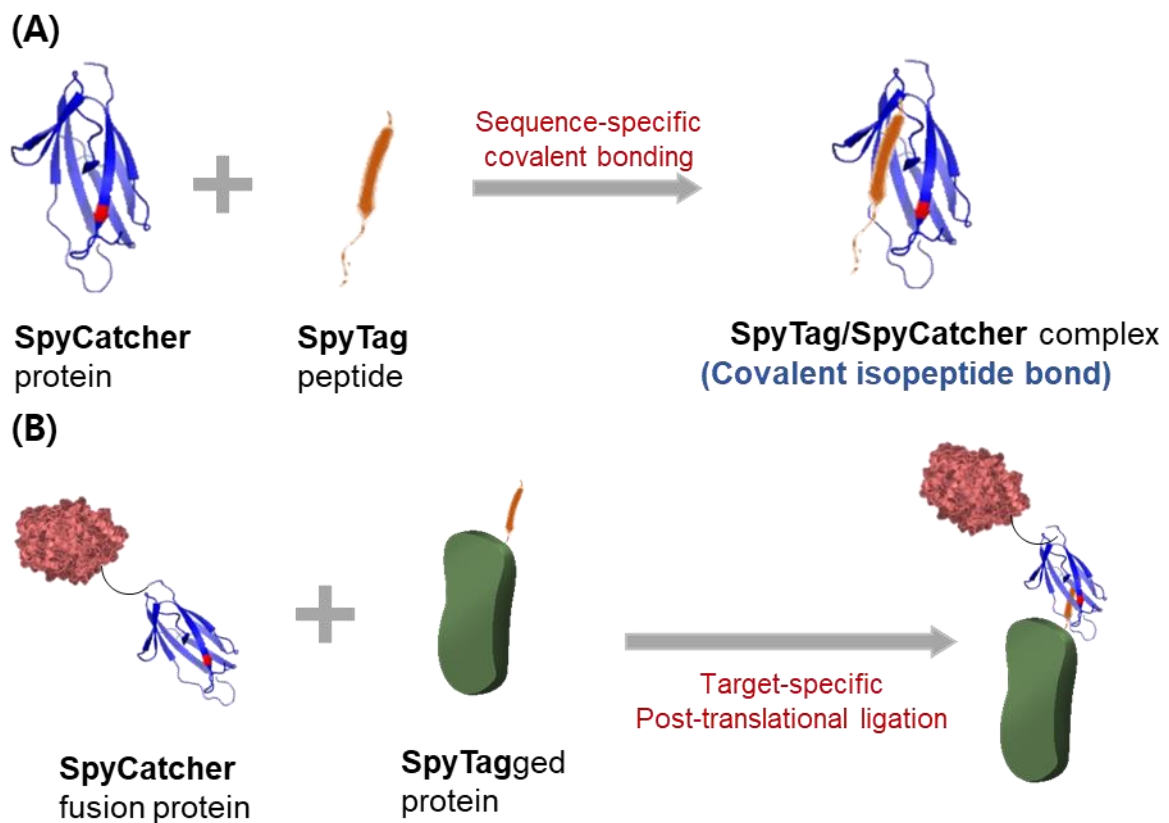 (A)
Sequence-specific
covalent bonding
SpyCatcher
protein
SpyTag
peptide
SpyTag/SpyCatcher complex
(Covalent isopeptide bond)
(B)
Target-specific
Post-translational ligation
SpyCatcher
fusion protein
SpyTagged
protein